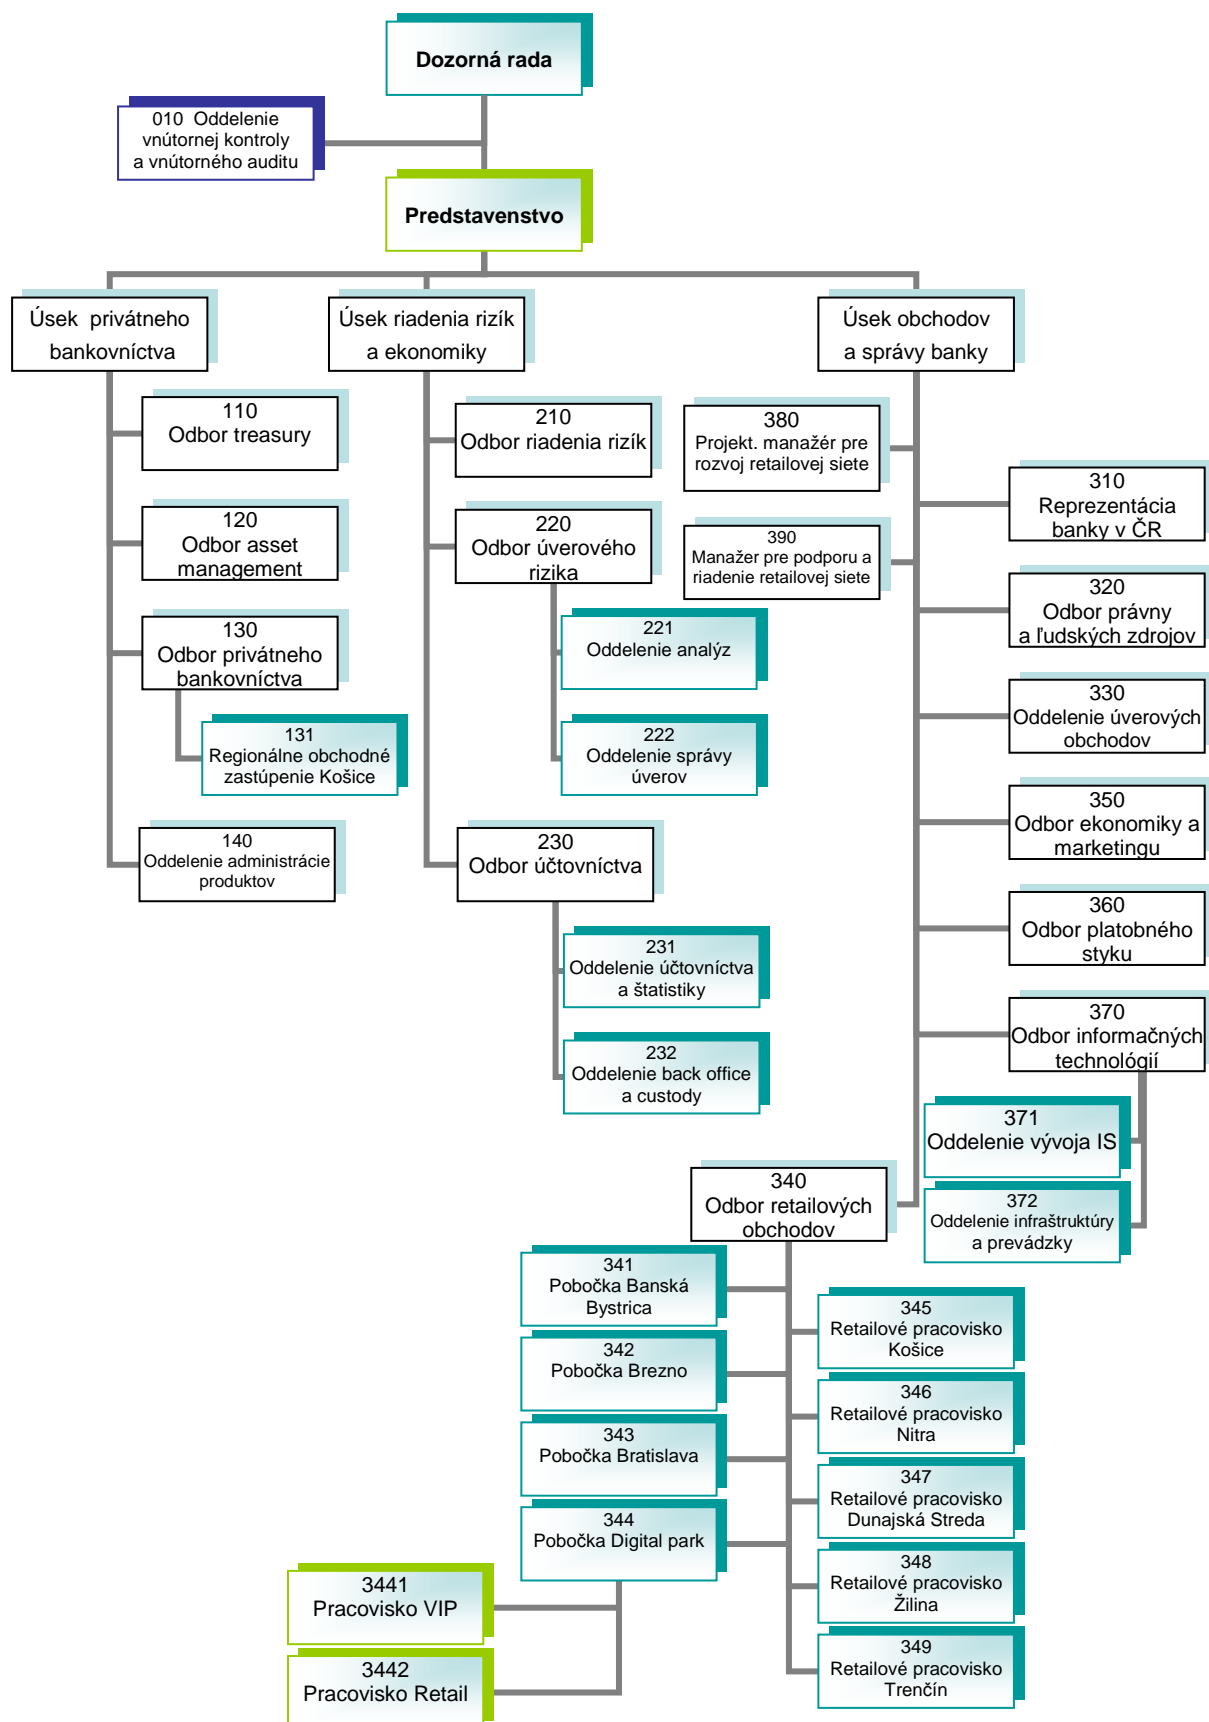 Dozorná rada
010  Oddelenie
vnútornej kontroly
a vnútorného auditu
Predstavenstvo
Úsek  privátneho
bankovníctva
Úsek riadenia rizík
a ekonomiky
Úsek obchodov
a správy banky
110
Odbor treasury
120
Odbor asset
management
130
Odbor privátneho
bankovníctva
131
Regionálne obchodné
zastúpenie Košice
140
Oddelenie administrácie
produktov
210
Odbor riadenia rizík
220
Odbor úverového
rizika
221
Oddelenie analýz
222
Oddelenie správy
úverov
230
Odbor účtovníctva
231
Oddelenie účtovníctva
a štatistiky
232
Oddelenie back office
a custody
380
Projekt. manažér pre
rozvoj retailovej siete
390
Manažer pre podporu a
riadenie retailovej siete
310
Reprezentácia
banky v ČR
320
Odbor právny
a ľudských zdrojov
330
Oddelenie úverových
obchodov
350
Odbor ekonomiky a
marketingu
360
Odbor platobného
styku
370
Odbor informačných
technológií
371
Oddelenie vývoja IS
372
Oddelenie infraštruktúry
a prevádzky
340
Odbor retailových
obchodov
341
Pobočka Banská
Bystrica
342
Pobočka Brezno
343
Pobočka Bratislava
344
Pobočka Digital park
3441
Pracovisko VIP
3442
Pracovisko Retail
345
Retailové pracovisko
Košice
346
Retailové pracovisko
Nitra
347
Retailové pracovisko
Dunajská Streda
348
Retailové pracovisko
Žilina
349
Retailové pracovisko
Trenčín